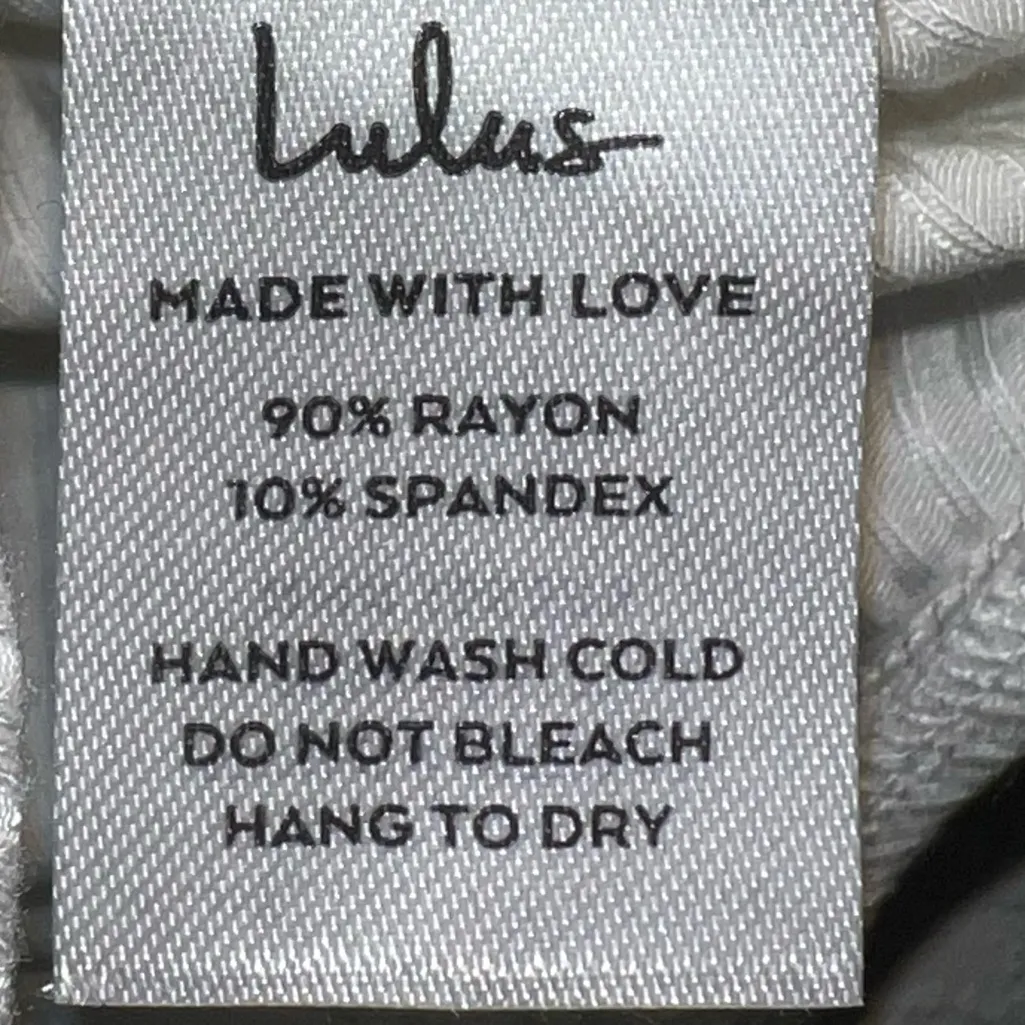 Lulus
MADE WITH LOVE
90% RAYON
10% SPANDEX
HAND WASH COLD
DO NOT BLEACH
HANG TO DRY